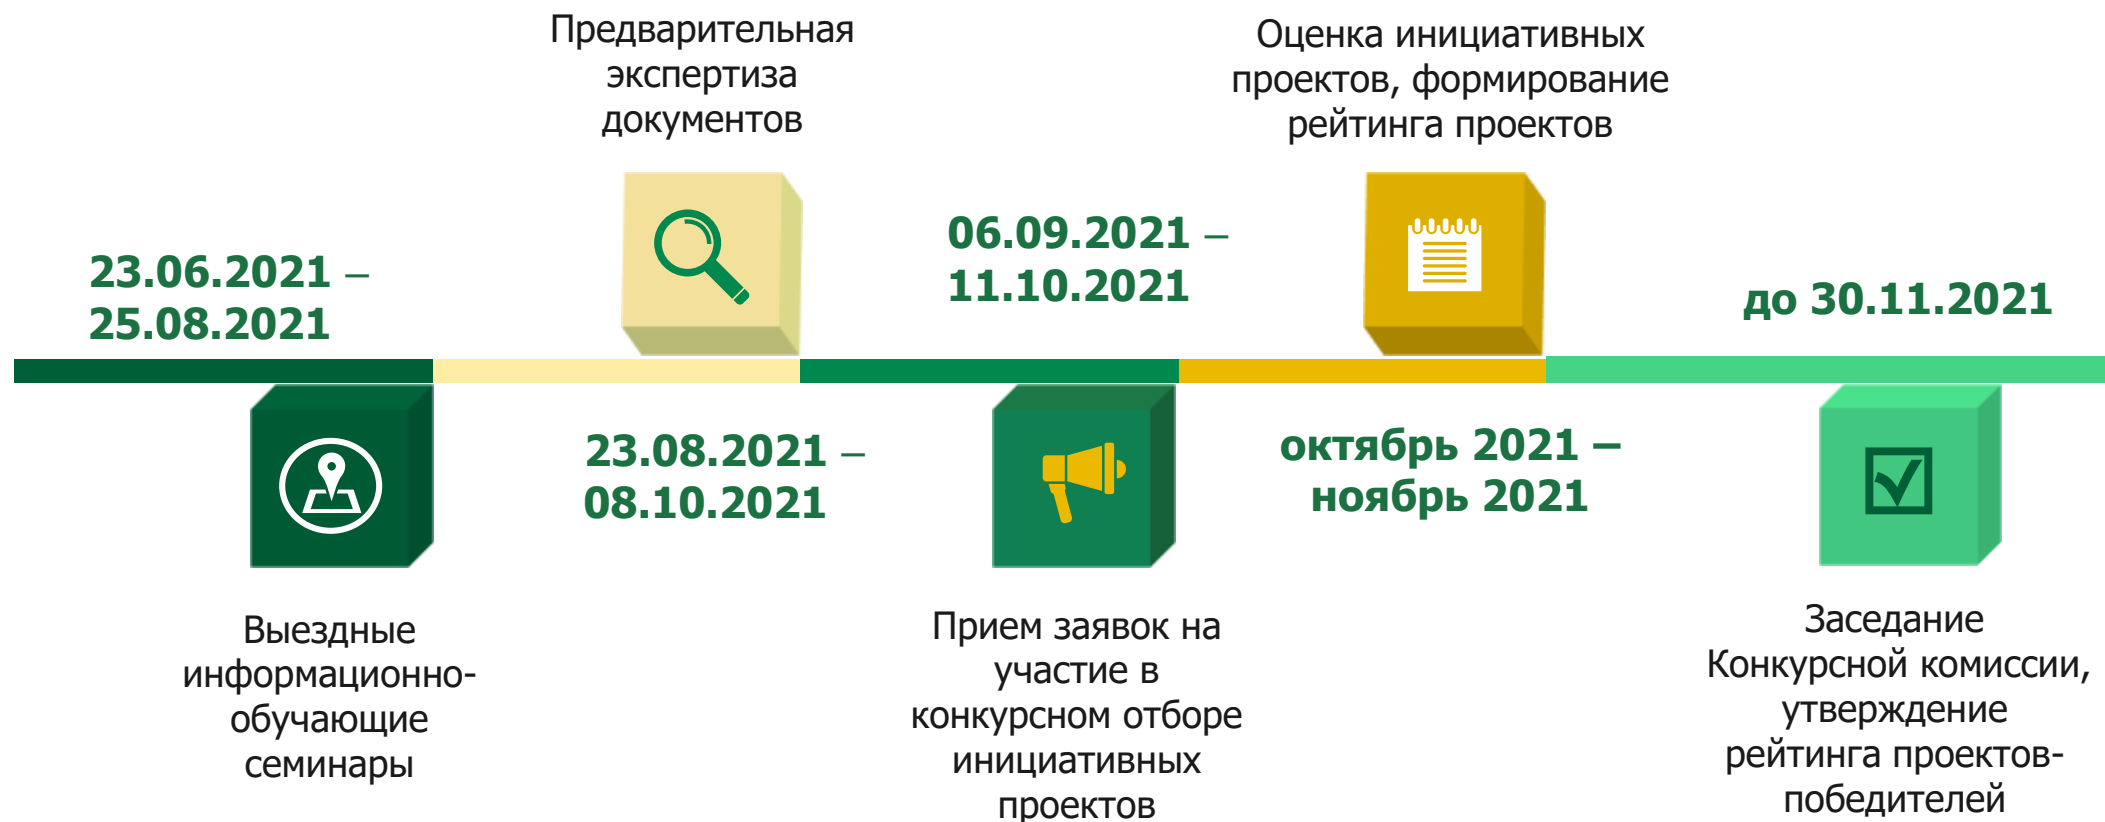 23.06.2021 –
25.08.2021
Выездные
информационно-
обучающие
семинары
Предварительная
экспертиза
документов
23.08.2021 –
08.10.2021
06.09.2021 –
11.10.2021
Прием заявок на
участие в
конкурсном отборе
инициативных
проектов
Оценка инициативных
проектов, формирование
рейтинга проектов
октябрь 2021 –
ноябрь 2021
до 30.11.2021
Заседание
Конкурсной комиссии,
утверждение
рейтинга проектов-
победителей